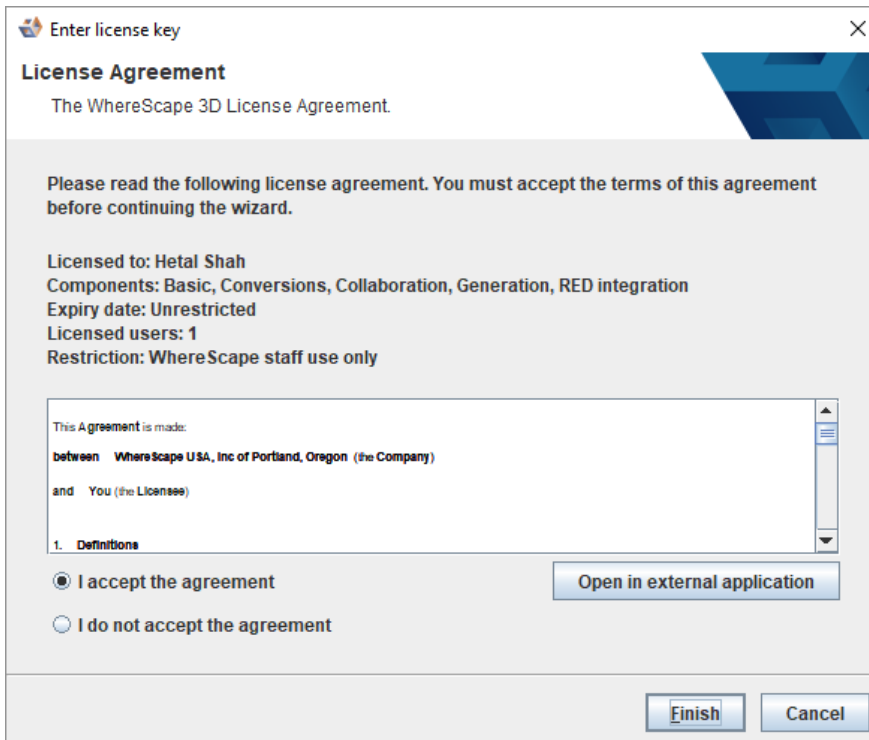 Enter license key
License Agreement
The WhereScape 3D License Agreement.
Please read the following license agreement. You must accept the terms of this agreement
before continuing the wizard.
Licensed to: Hetal Shah
Components: Basic, Conversions, Collaboration, Generation, RED integration
Expiry date: Unrestricted
Licensed users: 1
Restriction: WhereScape staff use only
This Agreement is made:
between WhereScape USA, Inc of Portland, Oregon (the Company)
and You (the Licensee)
1. Definitions
I accept the agreement
Open in external application
I do not accept the agreement
Finish
Cancel